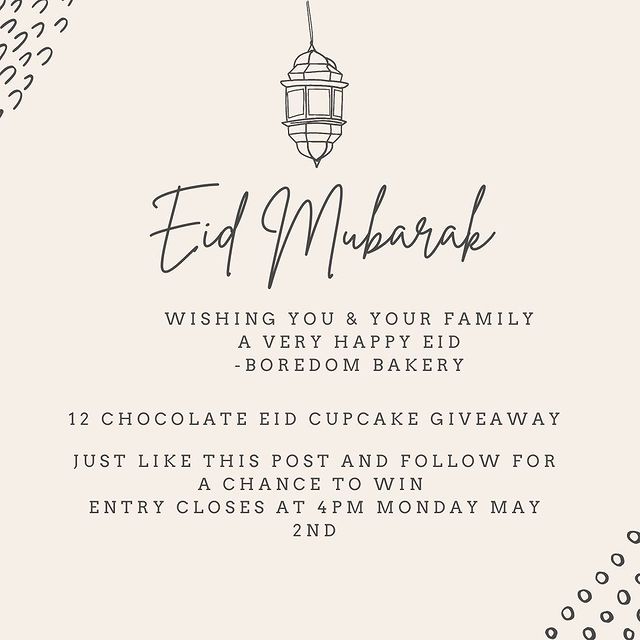 Eid Mubarak
WISHING YOU & YOUR FAMILY
A VERY HAPPY EID
-BOREDOM BAKERY
12 CHOCOLATE EID CUPCAKE GIVEAWAY
JUST LIKE THIS POST AND FOLLOW FOR
A CHANCE TO WIN
ENTRY CLOSES AT 4PM MONDAY MAY
2ND